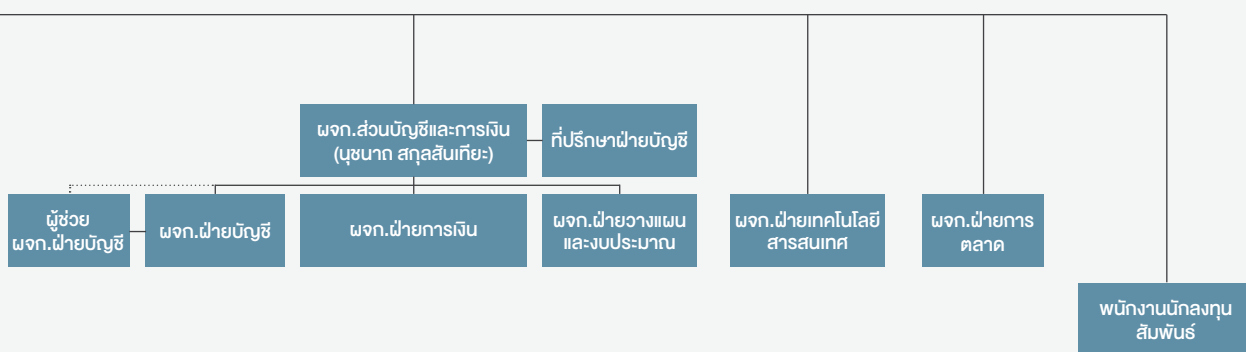 ผจก.ส่วนบัญชีและการเงิน
(นุชนาถ สกุลสันเทียะ)
ที่ปรึกษาฝ่ายบัญชี
ผู้ช่วย
ผจก.ฝ่ายบัญชี
ผจก.ฝ่ายบัญชี
ผจก.ฝ่ายการเงิน
ผจก.ฝ่ายวางแผน
และงบประมาณ
ผจก.ฝ่ายเทคโนโลยี
สารสนเทศ
ผจก.ฝ่ายการ
ตลาด
พนักงานนักลงทุน
สัมพันธ์